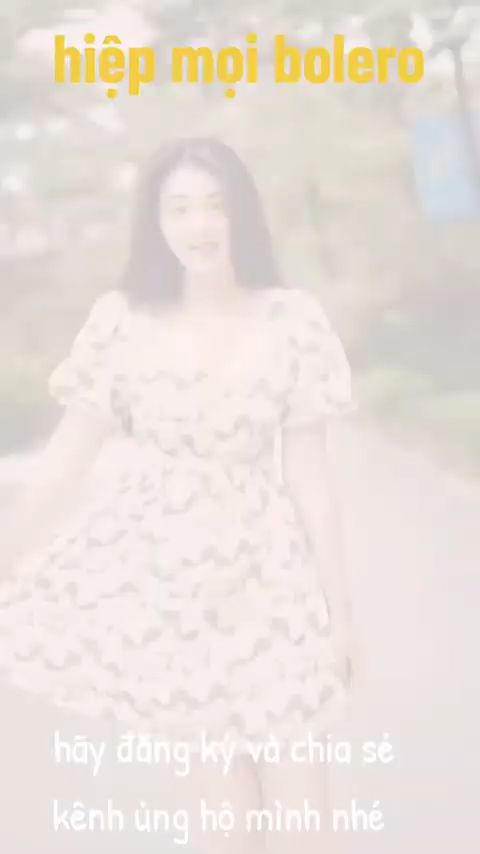 hiệp mọi bolero
hãy đăng ký và chia sẻ
kênh ủng hộ mình nhé